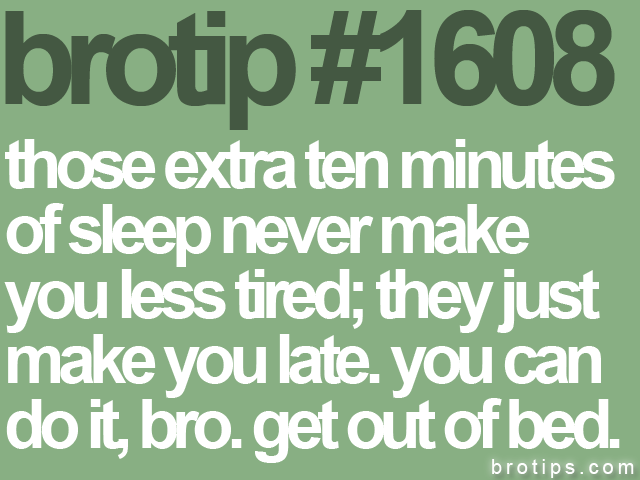 brotip #1608
those extra ten minutes
of sleep never make
you less tired; they just
make you late. you can
do it, bro. get out of bed.
brotips.com